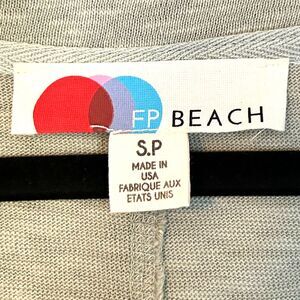 FP BEACH
S.P
MADE IN
USA
FABRIQUE AUX
ETATS UNIS